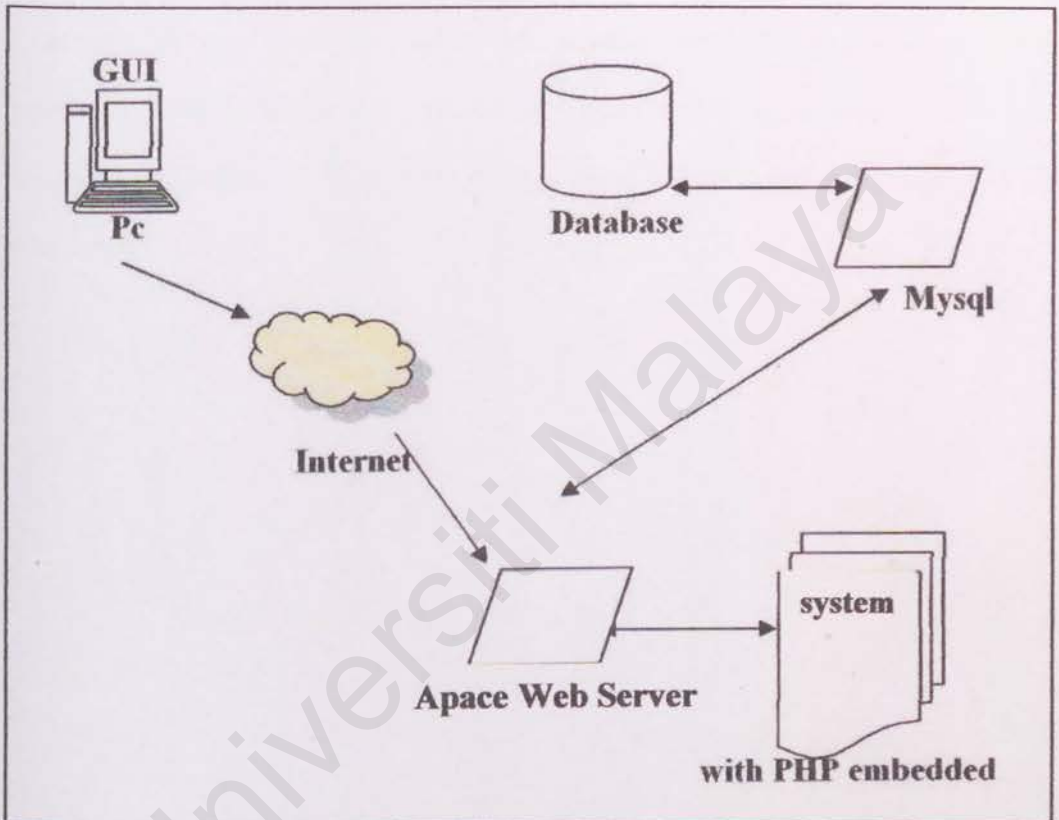 GUI
Pc
Database
Mysql
Internet
Apace Web Server
system
with PHP embedded
Universiti Malaya